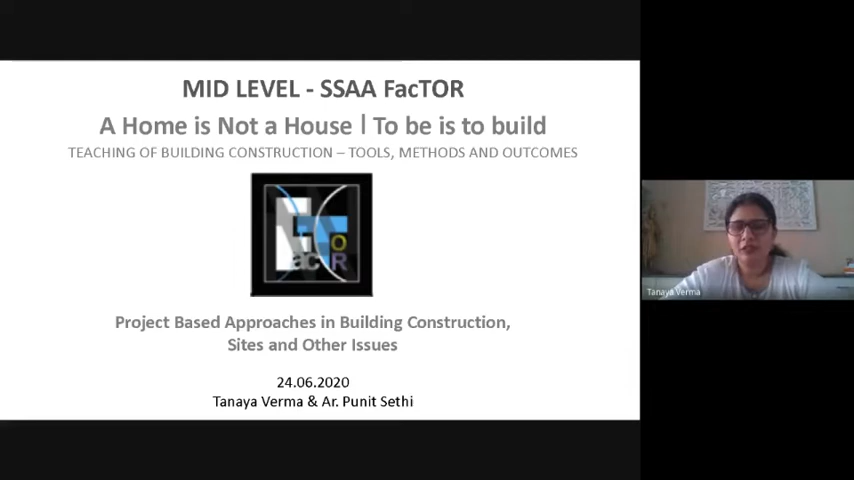 MID LEVEL - SSAA FacTOR
A Home is Not a House | To be is to build
TEACHING OF BUILDING CONSTRUCTION – TOOLS, METHODS AND OUTCOMES
FacToR
Project Based Approaches in Building Construction,
Sites and Other Issues
24.06.2020
Tanaya Verma & Ar. Punit Sethi
Tanaya Verma